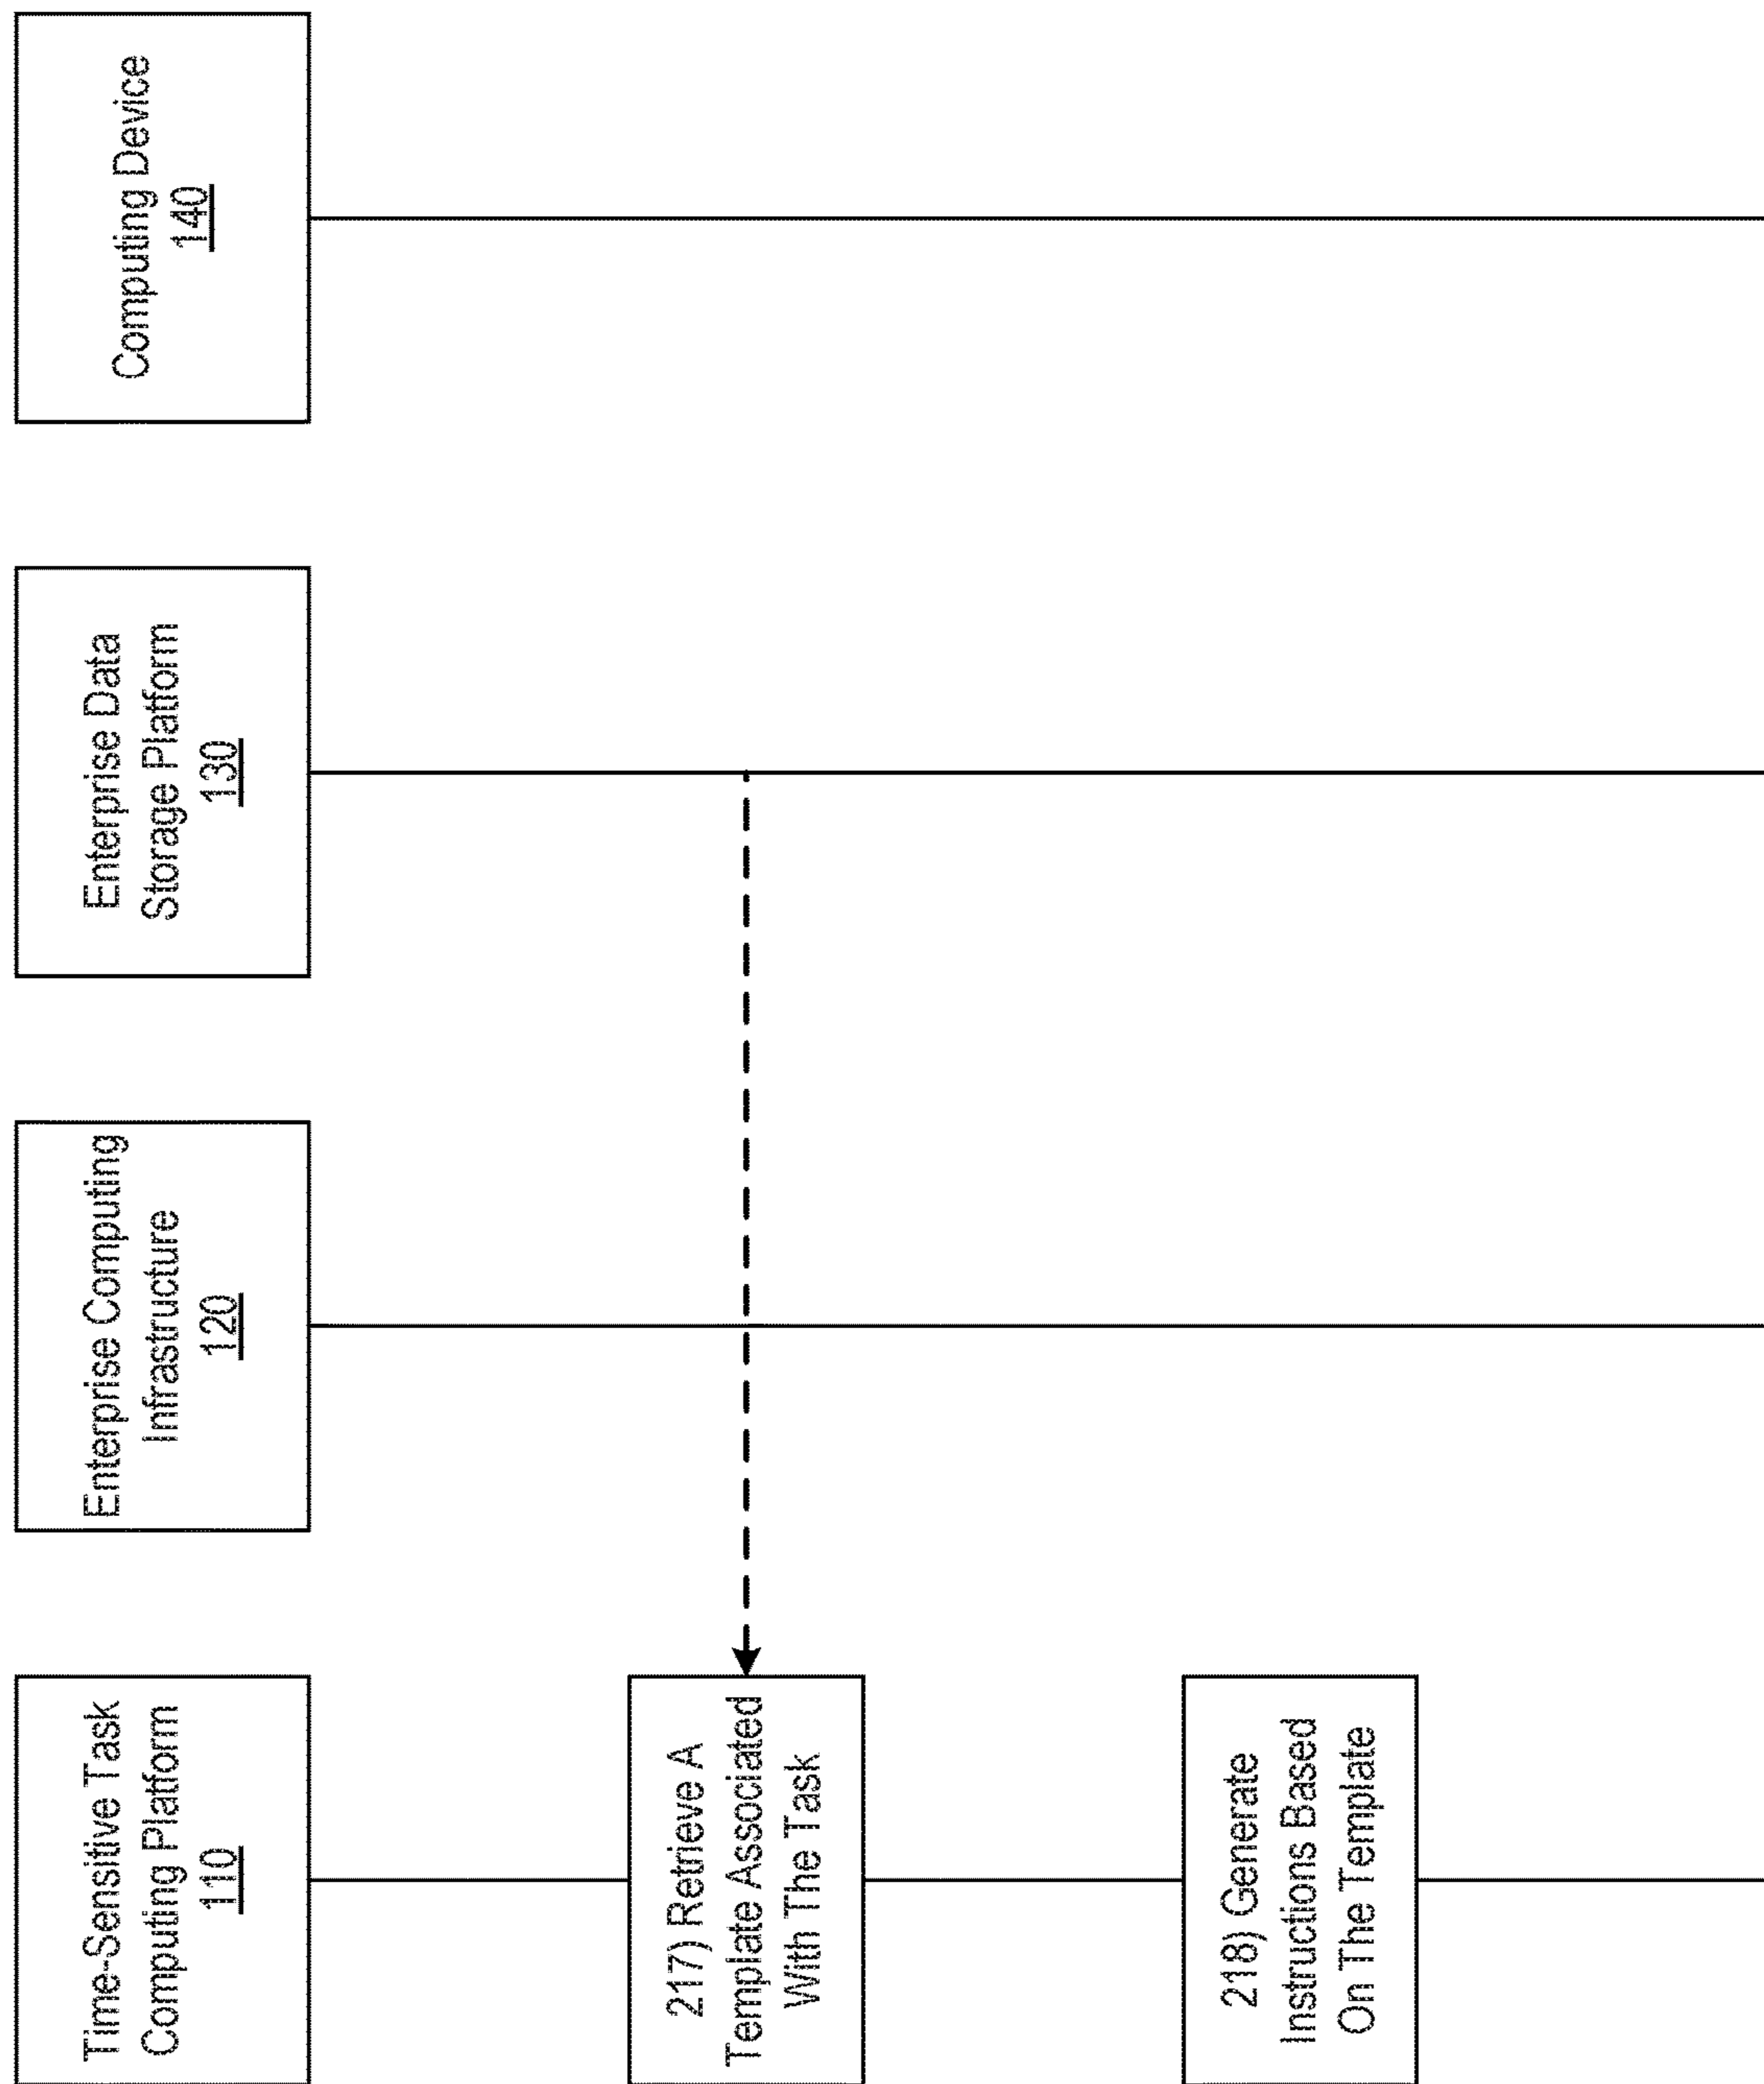 Time-Sensitive Task
Computing Platform
110
Enterprise Computing
Infrastructure
120
Enterprise Data
Storage Platform
130
Computing Device
140
217) Retrieve A
Template Associated
With The Task
218) Generate
Instructions Based
On The Template